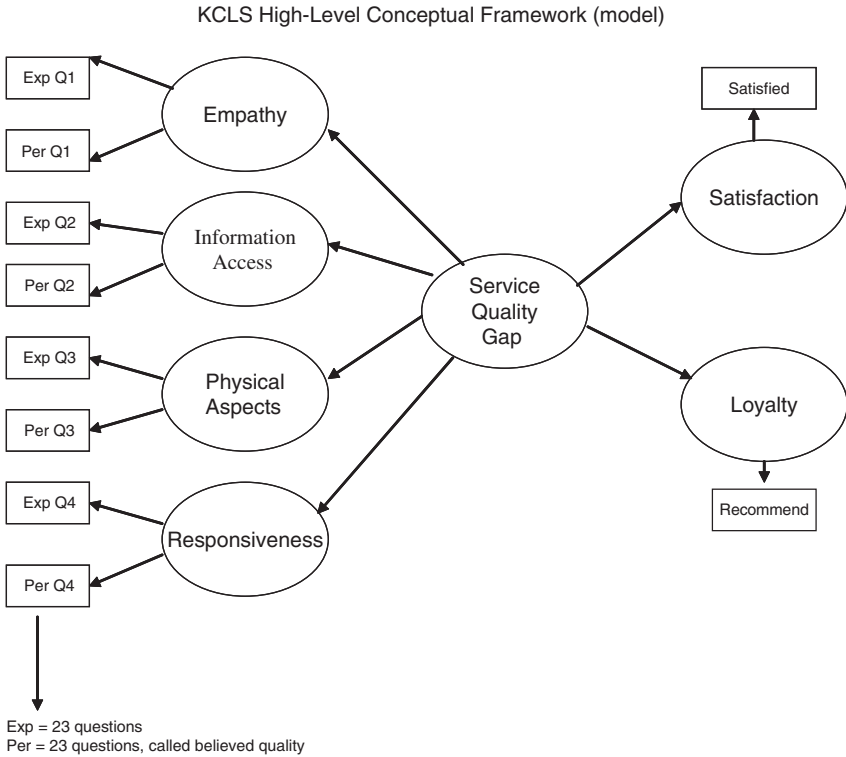 KCLS High-Level Conceptual Framework (model)
Exp Q1
Per Q1
Empathy
Exp Q2
Per Q2
Information
Access
Exp Q3
Per Q3
Physical
Aspects
Exp Q4
Per Q4
Responsiveness
Service
Quality
Gap
Satisfied
Satisfaction
Loyalty
Recommend
Exp = 23 questions
Per = 23 questions, called believed quality